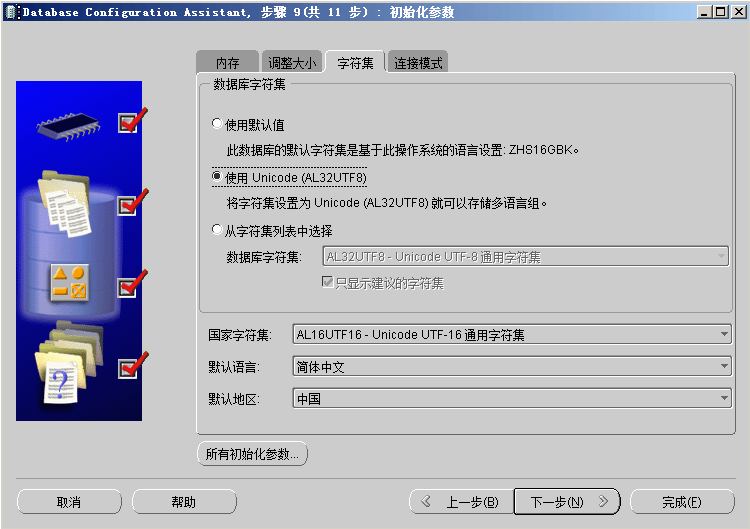 Database Configuration Assistant, 步骤 9(共 11 步) : 初始化参数
内存 调整大小 字符集 连接模式
数据库字符集
使用默认值
此数据库的默认字符集是基于此操作系统的语言设置: ZHS16GBK。
使用 Unicode (AL32UTF8)
将字符集设置为 Unicode (AL32UTF8) 就可以存储多语言组。
从字符集列表中选择
数据库字符集: AL32UTF8 - Unicode UTF-8 通用字符集
只显示建议的字符集
国家字符集: AL16UTF16 - Unicode UTF-16 通用字符集
默认语言: 简体中文
默认地区: 中国
所有初始化参数...
取消 帮助 上一步(B) 下一步(N) 完成(F)